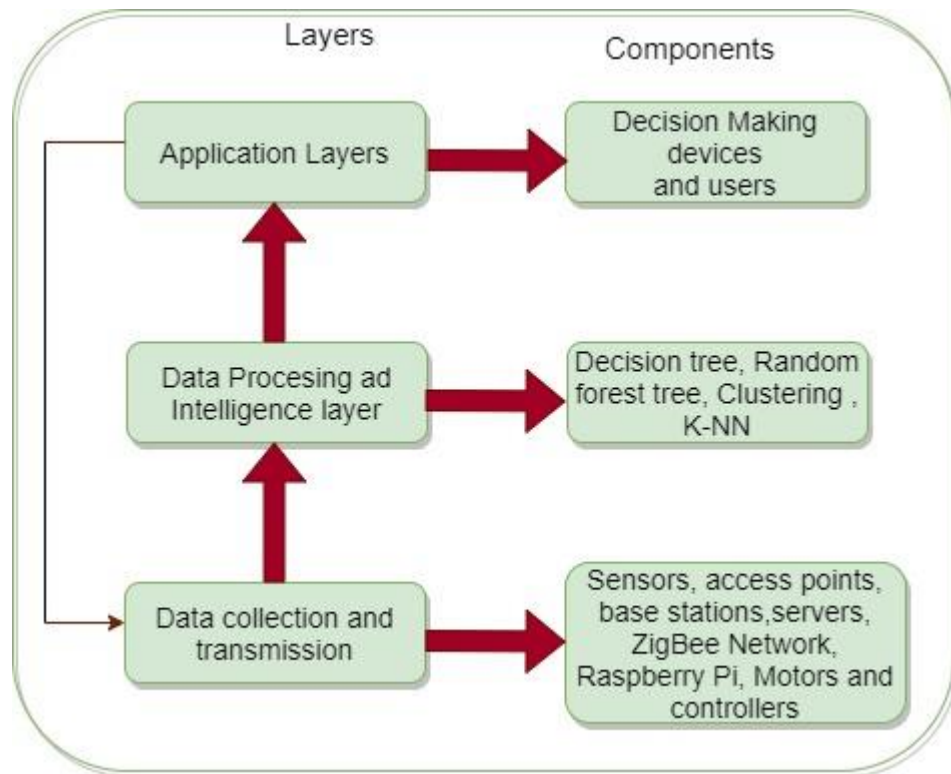 Layers
Components
Application Layers
Decision Making
devices
and users
Data Procesing ad
Intelligence layer
Decision tree, Random
forest tree, Clustering ,
K-NN
Data collection and
transmission
Sensors, access points,
base stations,servers,
ZigBee Network,
Raspberry Pi, Motors and
controllers